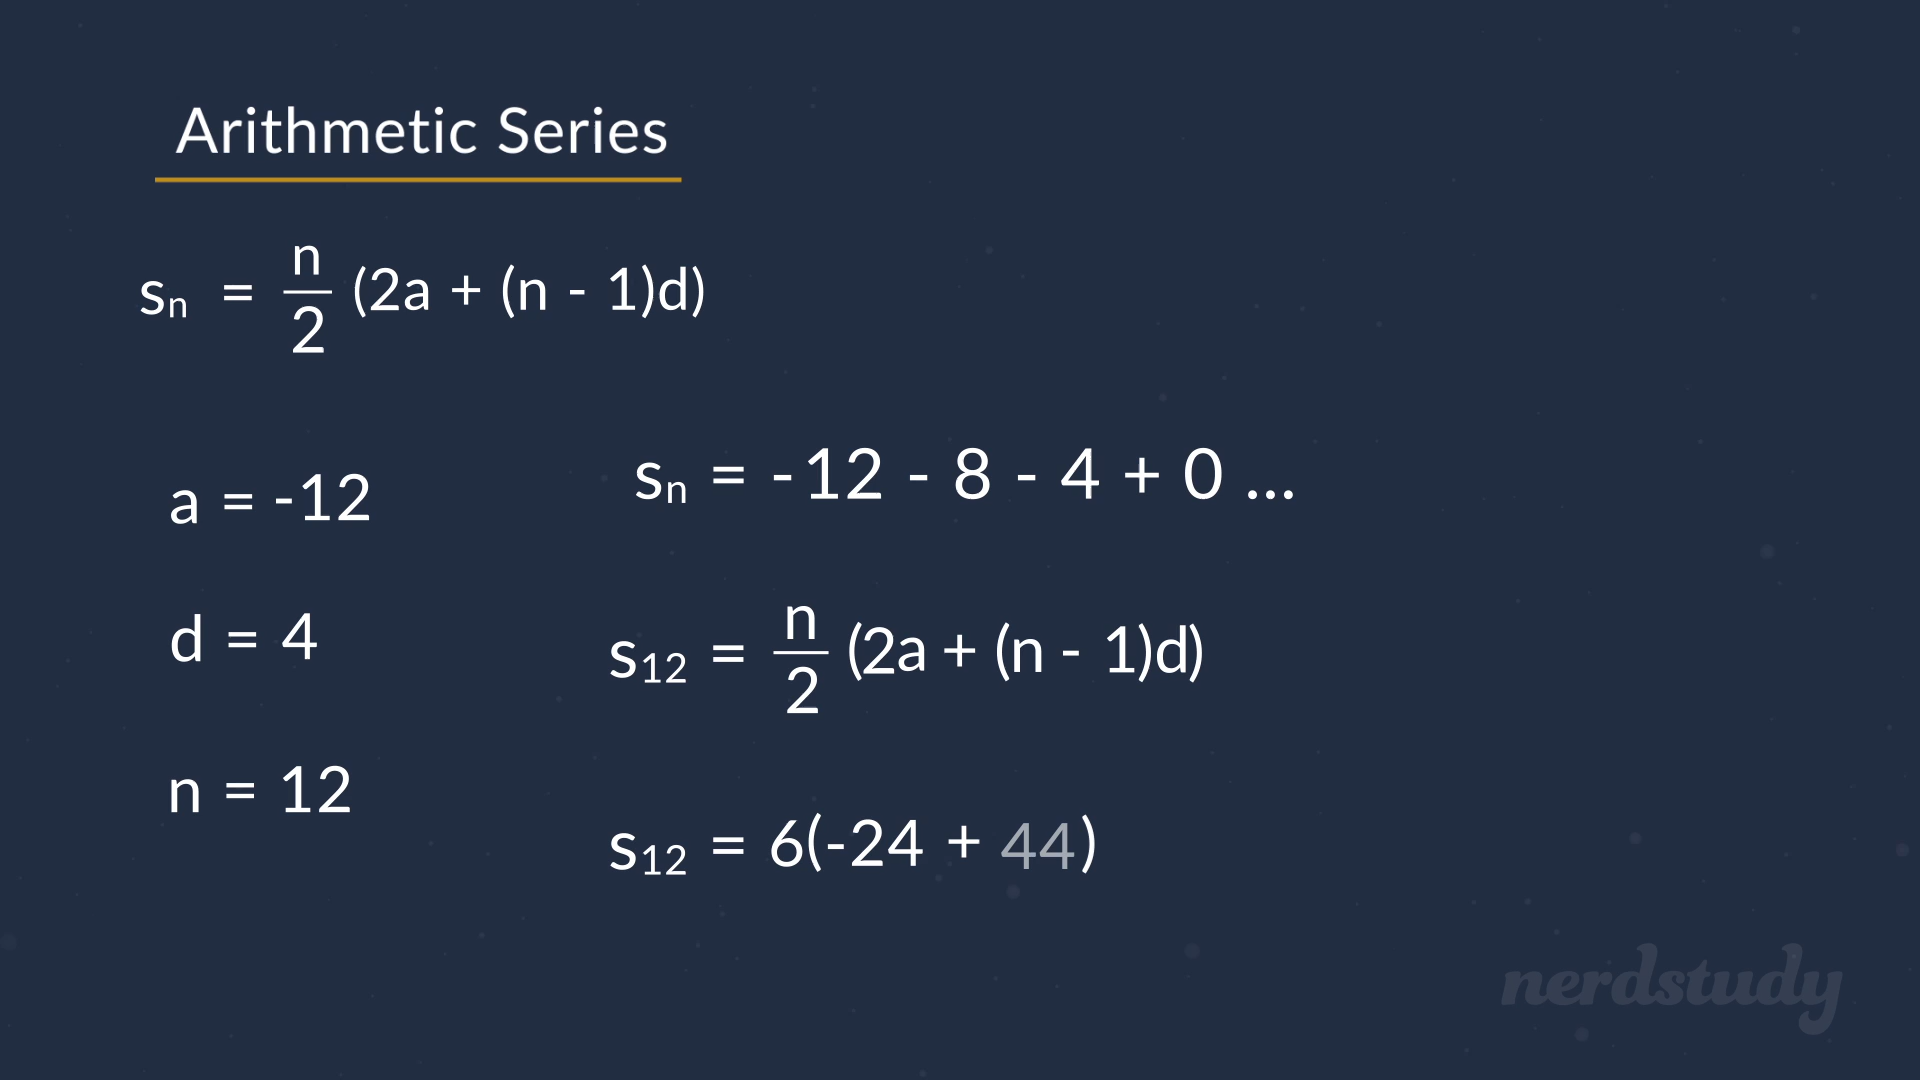 Arithmetic Series
sₙ = n/2 (2a + (n - 1)d)
a = -12
sₙ = -12 - 8 - 4 + 0 ...
d = 4
s₁₂ = n/2 (2a + (n - 1)d)
n = 12
s₁₂ = 6(-24 + 44)
nerdstudy